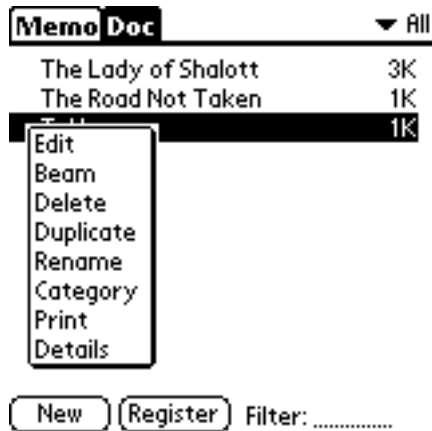 Memo Doc All
The Lady of Shalott 3K
The Road Not Taken 1K
1K
Edit
Beam
Delete
Duplicate
Rename
Category
Print
Details
New Register Filter: